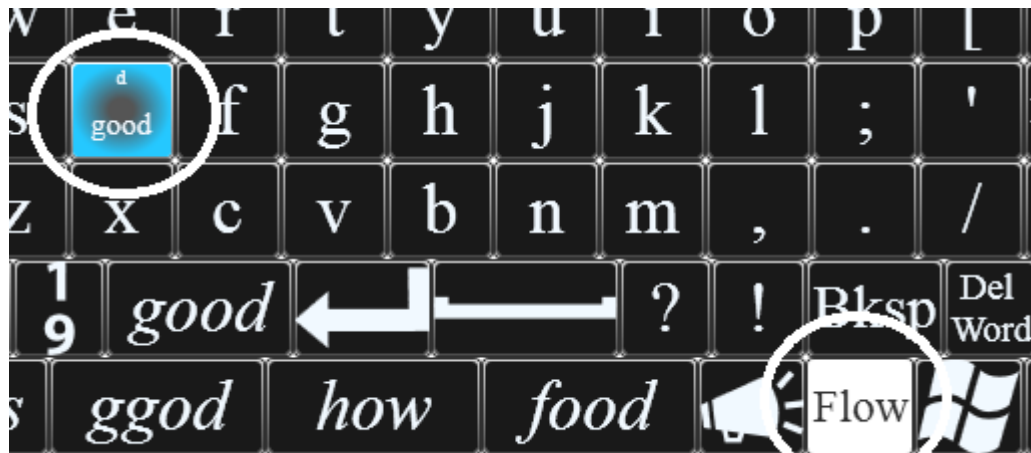 w e r t y u i o p [
s d f g h j k l ; '
good
z x c v b n m , . /
1 9 good ? ! Bksp Del Word
s ggod how food Flow